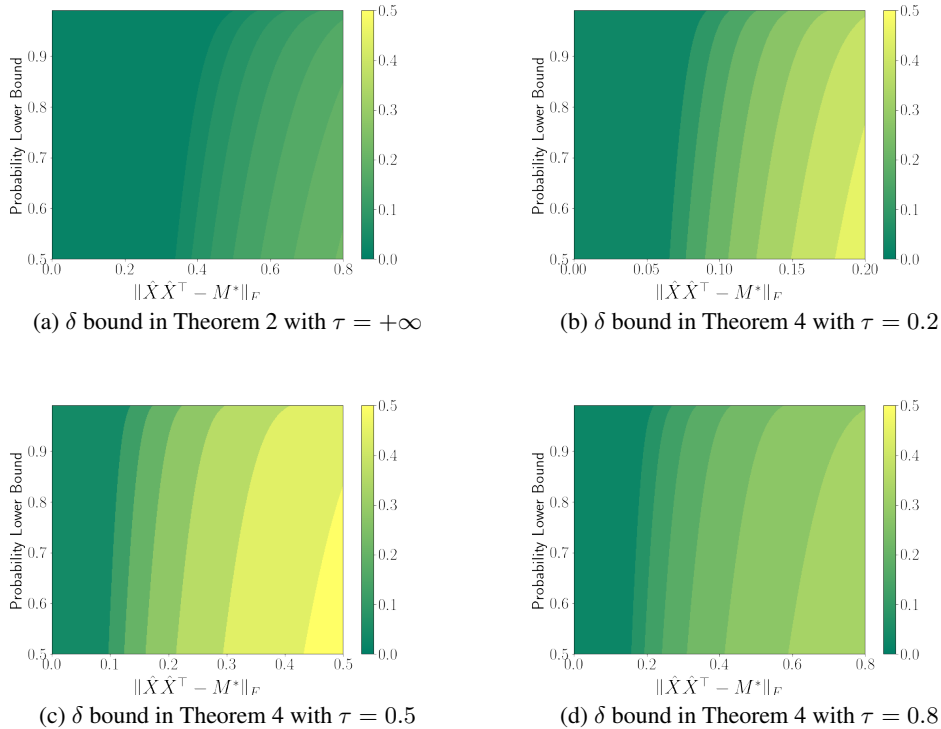 Probability Lower Bound
0.9
0.8
0.7
0.6
0.5
0.0 0.2 0.4 0.6 0.8
‖X̂X̂⊤ − M*‖F
0.5
0.4
0.3
0.2
0.1
0.0
(a) δ bound in Theorem 2 with τ = +∞
Probability Lower Bound
0.9
0.8
0.7
0.6
0.5
0.00 0.05 0.10 0.15 0.20
‖X̂X̂⊤ − M*‖F
0.5
0.4
0.3
0.2
0.1
0.0
(b) δ bound in Theorem 4 with τ = 0.2
Probability Lower Bound
0.9
0.8
0.7
0.6
0.5
0.0 0.1 0.2 0.3 0.4 0.5
‖X̂X̂⊤ − M*‖F
0.5
0.4
0.3
0.2
0.1
0.0
(c) δ bound in Theorem 4 with τ = 0.5
Probability Lower Bound
0.9
0.8
0.7
0.6
0.5
0.0 0.2 0.4 0.6 0.8
‖X̂X̂⊤ − M*‖F
0.5
0.4
0.3
0.2
0.1
0.0
(d) δ bound in Theorem 4 with τ = 0.8